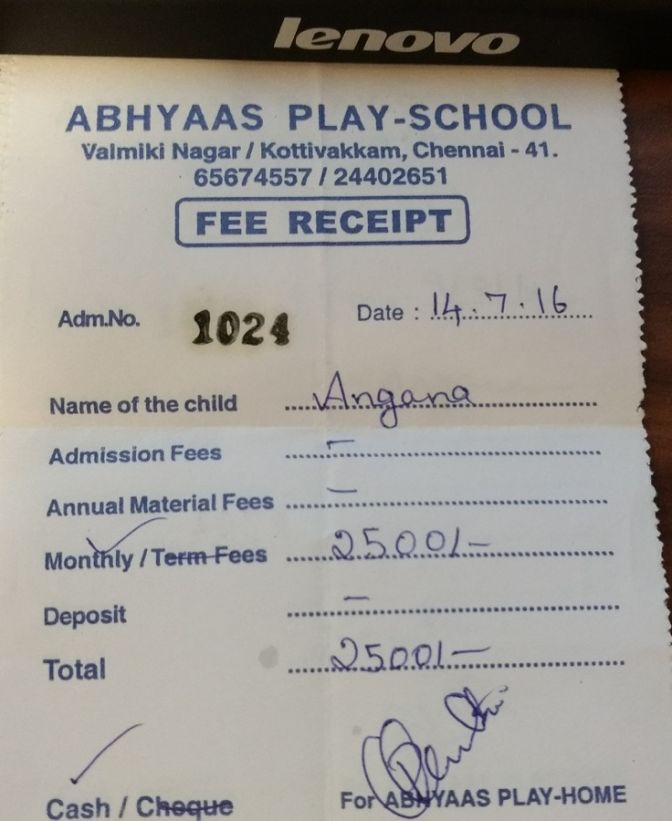 lenovo
ABHYAAS PLAY-SCHOOL
Valmiki Nagar / Kottivakkam, Chennai - 41.
65674557 / 24402651
FEE RECEIPT
Adm.No. 1024 Date : 14.7.16
Name of the child Angana
Admission Fees —
Annual Material Fees —
Monthly / Term Fees 2500/-
Deposit —
Total 2500/-
Cash / Cheque For ABHYAAS PLAY-HOME